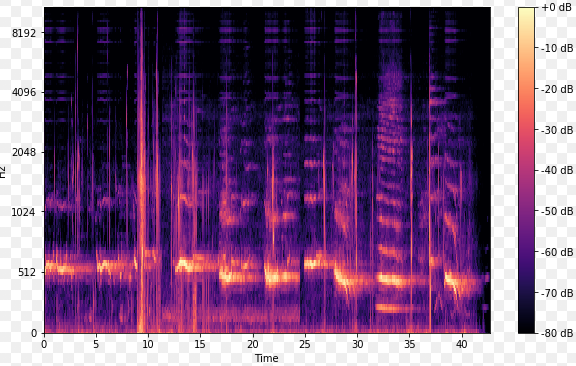 +0 dB
8192
-10 dB
4096
-20 dB
-30 dB
2048
-40 dB
Hz
1024
-50 dB
-60 dB
512
-70 dB
0
-80 dB
0 5 10 15 20 25 30 35 40
Time